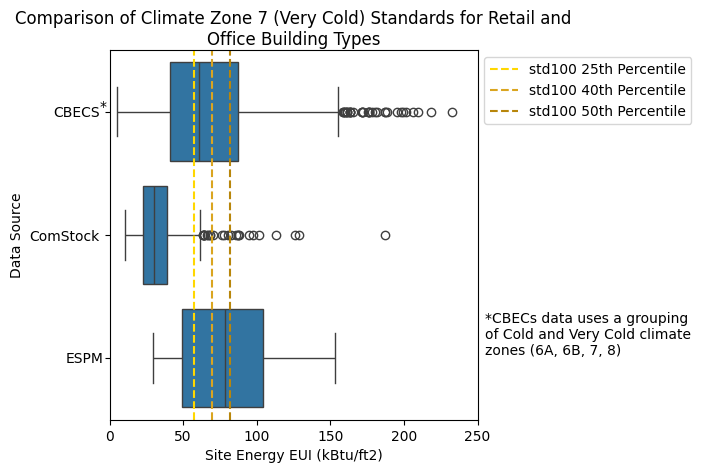 Comparison of Climate Zone 7 (Very Cold) Standards for Retail and
Office Building Types
std100 25th Percentile
std100 40th Percentile
std100 50th Percentile
Data Source
CBECS*
ComStock
ESPM
*CBECs data uses a grouping
of Cold and Very Cold climate
zones (6A, 6B, 7, 8)
0 50 100 150 200 250
Site Energy EUI (kBtu/ft2)